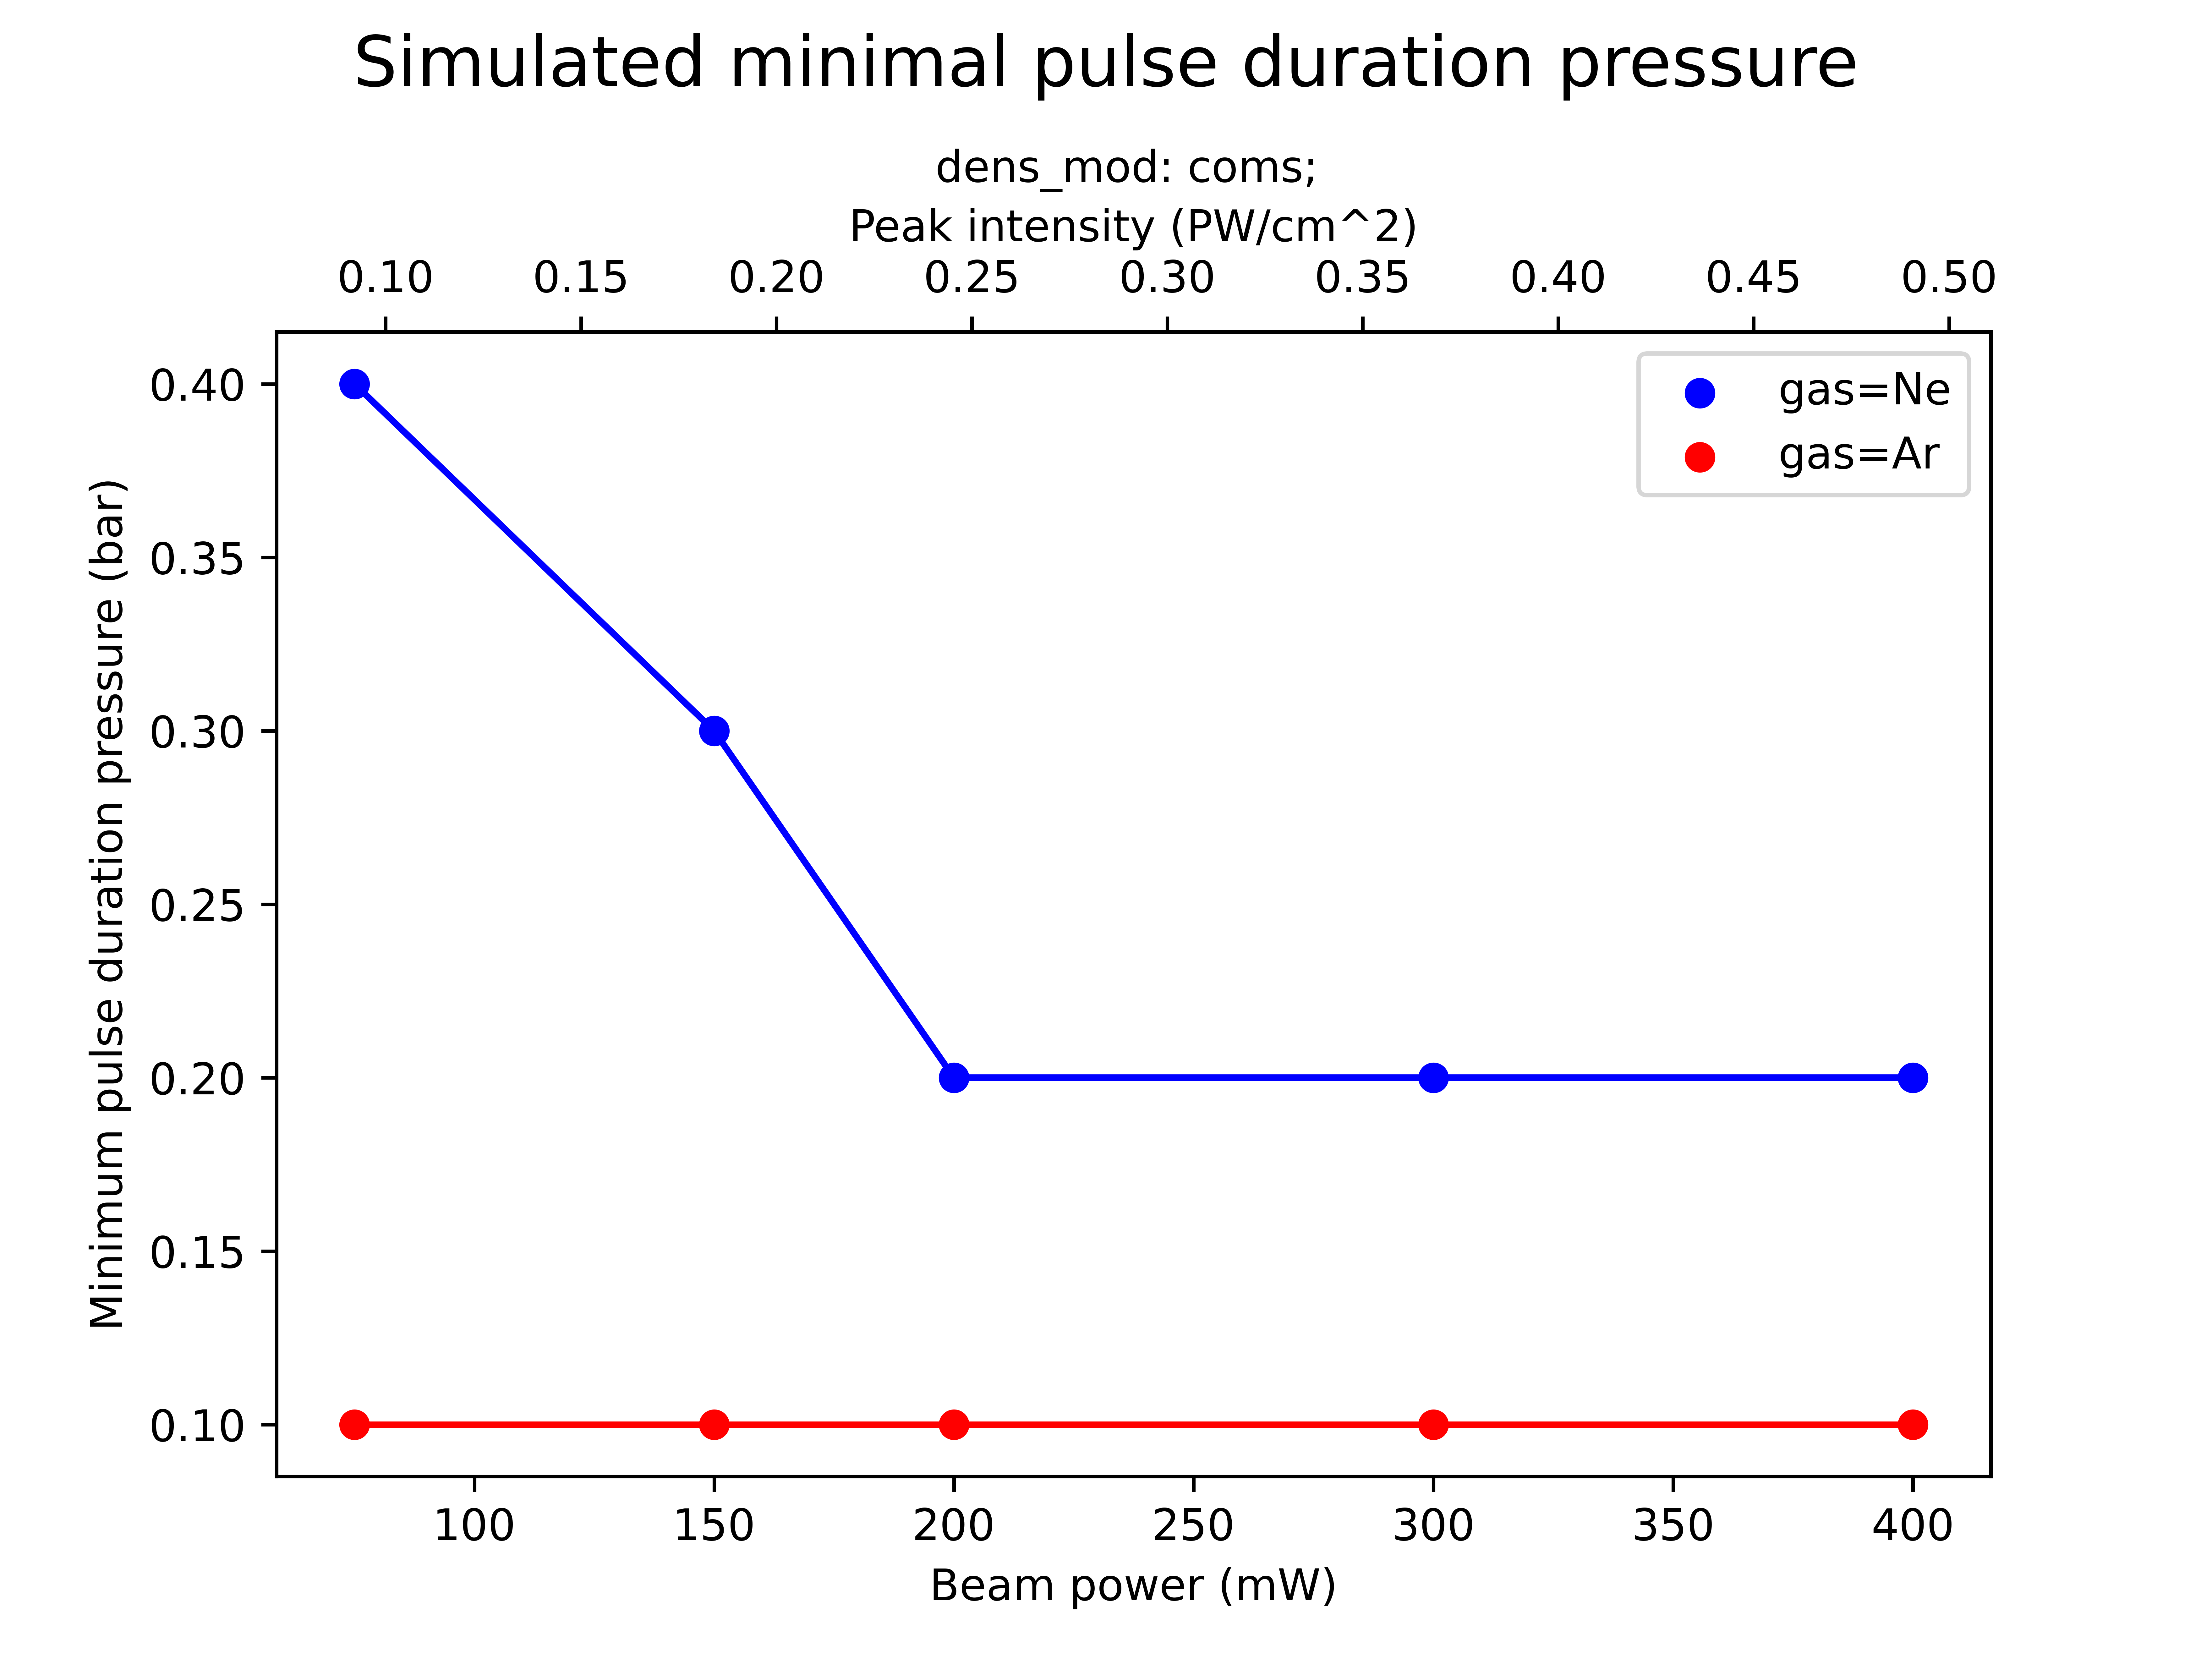 Simulated minimal pulse duration pressure
dens_mod: coms;
Peak intensity (PW/cm^2)
0.10 0.15 0.20 0.25 0.30 0.35 0.40 0.45 0.50
gas=Ne
gas=Ar
Minimum pulse duration pressure (bar)
0.40
0.35
0.30
0.25
0.20
0.15
0.10
100 150 200 250 300 350 400
Beam power (mW)